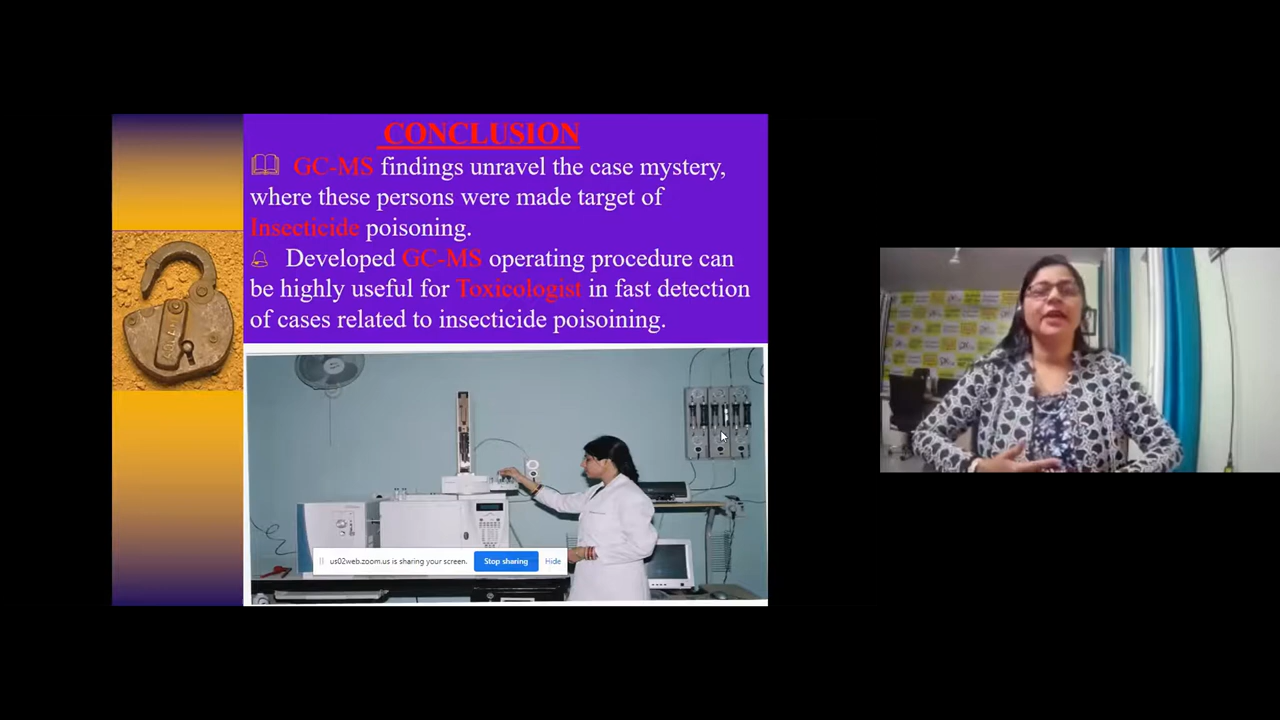 CONCLUSION
GC-MS findings unravel the case mystery,
where these persons were made target of
Insecticide poisoning.
Developed GC-MS operating procedure can
be highly useful for Toxicologist in fast detection
of cases related to insecticide poisoining.
us02web.zoom.us is sharing your screen. Stop sharing Hide